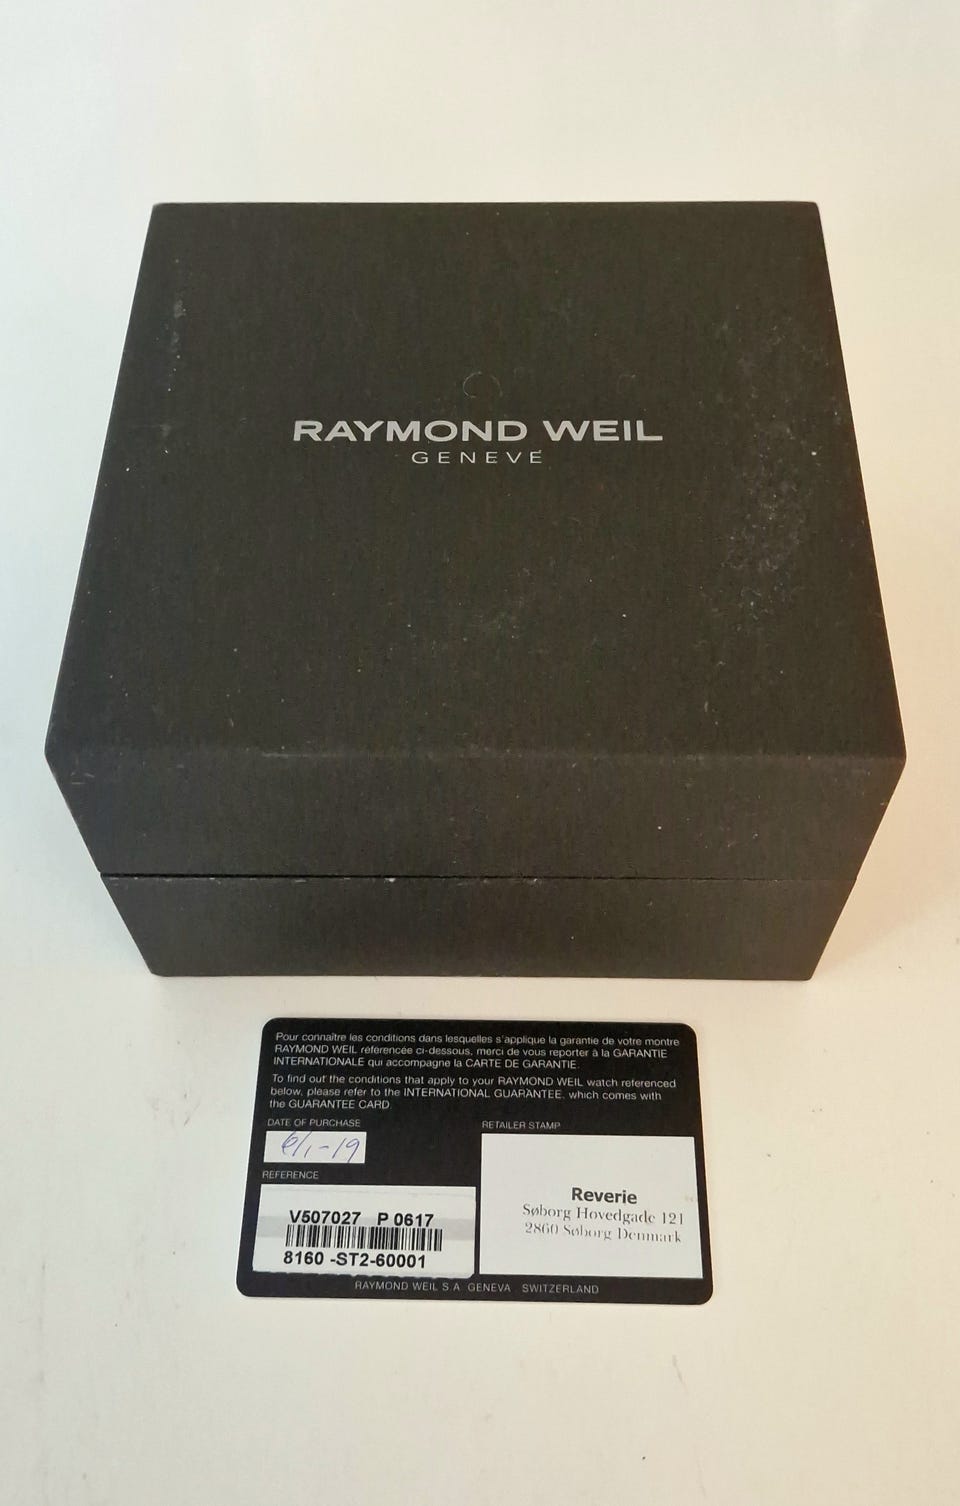 RAYMOND WEIL
GENEVE
Pour connaître les conditions dans lesquelles s'applique la garantie de votre montre
RAYMOND WEIL référencée ci-dessous, merci de vous reporter à la GARANTIE
INTERNATIONALE qui accompagne la CARTE DE GARANTIE.
To find out the conditions that apply to your RAYMOND WEIL watch referenced
below, please refer to the INTERNATIONAL GUARANTEE, which comes with
the GUARANTEE CARD.
DATE OF PURCHASE
6/1-19
REFERENCE
V507027 P 0617
8160 -ST2-60001
RETAILER STAMP
Reverie
Søborg Hovedgade 121
2860 Søborg Denmark
RAYMOND WEIL S.A. GENEVA SWITZERLAND